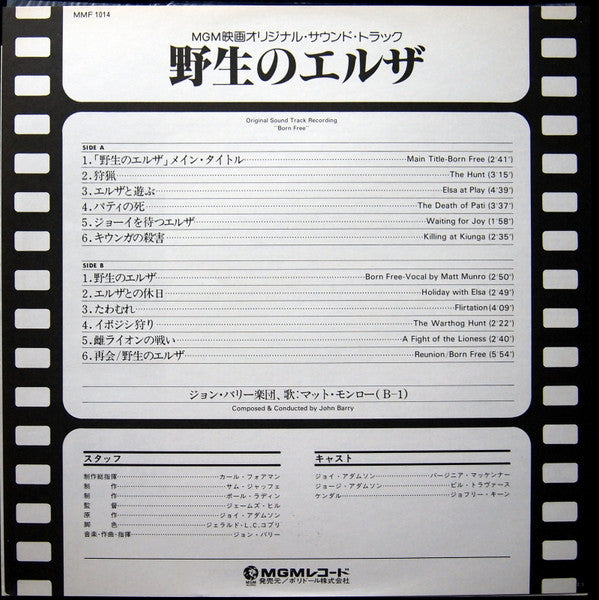 MMF 1014
MGM映画オリジナル・サウンド・トラック
野生のエルザ
Original Sound Track Recording
"Born Free"
SIDE A
1.「野生のエルザ」メイン・タイトル Main Title-Born Free (2'41")
2.狩猟 The Hunt (3'15")
3.エルザと遊ぶ Elsa at Play (4'39")
4.パティの死 The Death of Pati (3'37")
5.ジョーイを待つエルザ Waiting for Joy (1'58")
6.キウンガの殺害 Killing at Kiunga (2'35")
SIDE B
1.野生のエルザ Born Free-Vocal by Matt Munro (2'50")
2.エルザとの休日 Holiday with Elsa (2'49")
3.たわむれ Flirtation(4'09")
4.イボジシ狩り The Warthog Hunt (2'22")
5.雌ライオンの戦い A Fight of the Lioness (2'40")
6.再会/野生のエルザ Reunion/Born Free (5'54")
ジョン・バリー楽団、歌:マット・モンロー(B-1)
Composed & Conducted by John Barry
スタッフ
制作総指揮 カール・フォアマン
制作 サム・ジャッフェ
制作 ポール・ラディン
監督 ジェームズ・ヒル
原作 ジョイ・アダムソン
脚色 ジェラルド・L.C.コプリ
音楽・作曲・指揮 ジョン・バリー
キャスト
ジョイ・アダムソン バージニア・マッケンナー
ジョージ・アダムソン ビル・トラヴァース
ケンダル ジョフリー・キーン
MGMレコード
発売元/ポリドール株式会社